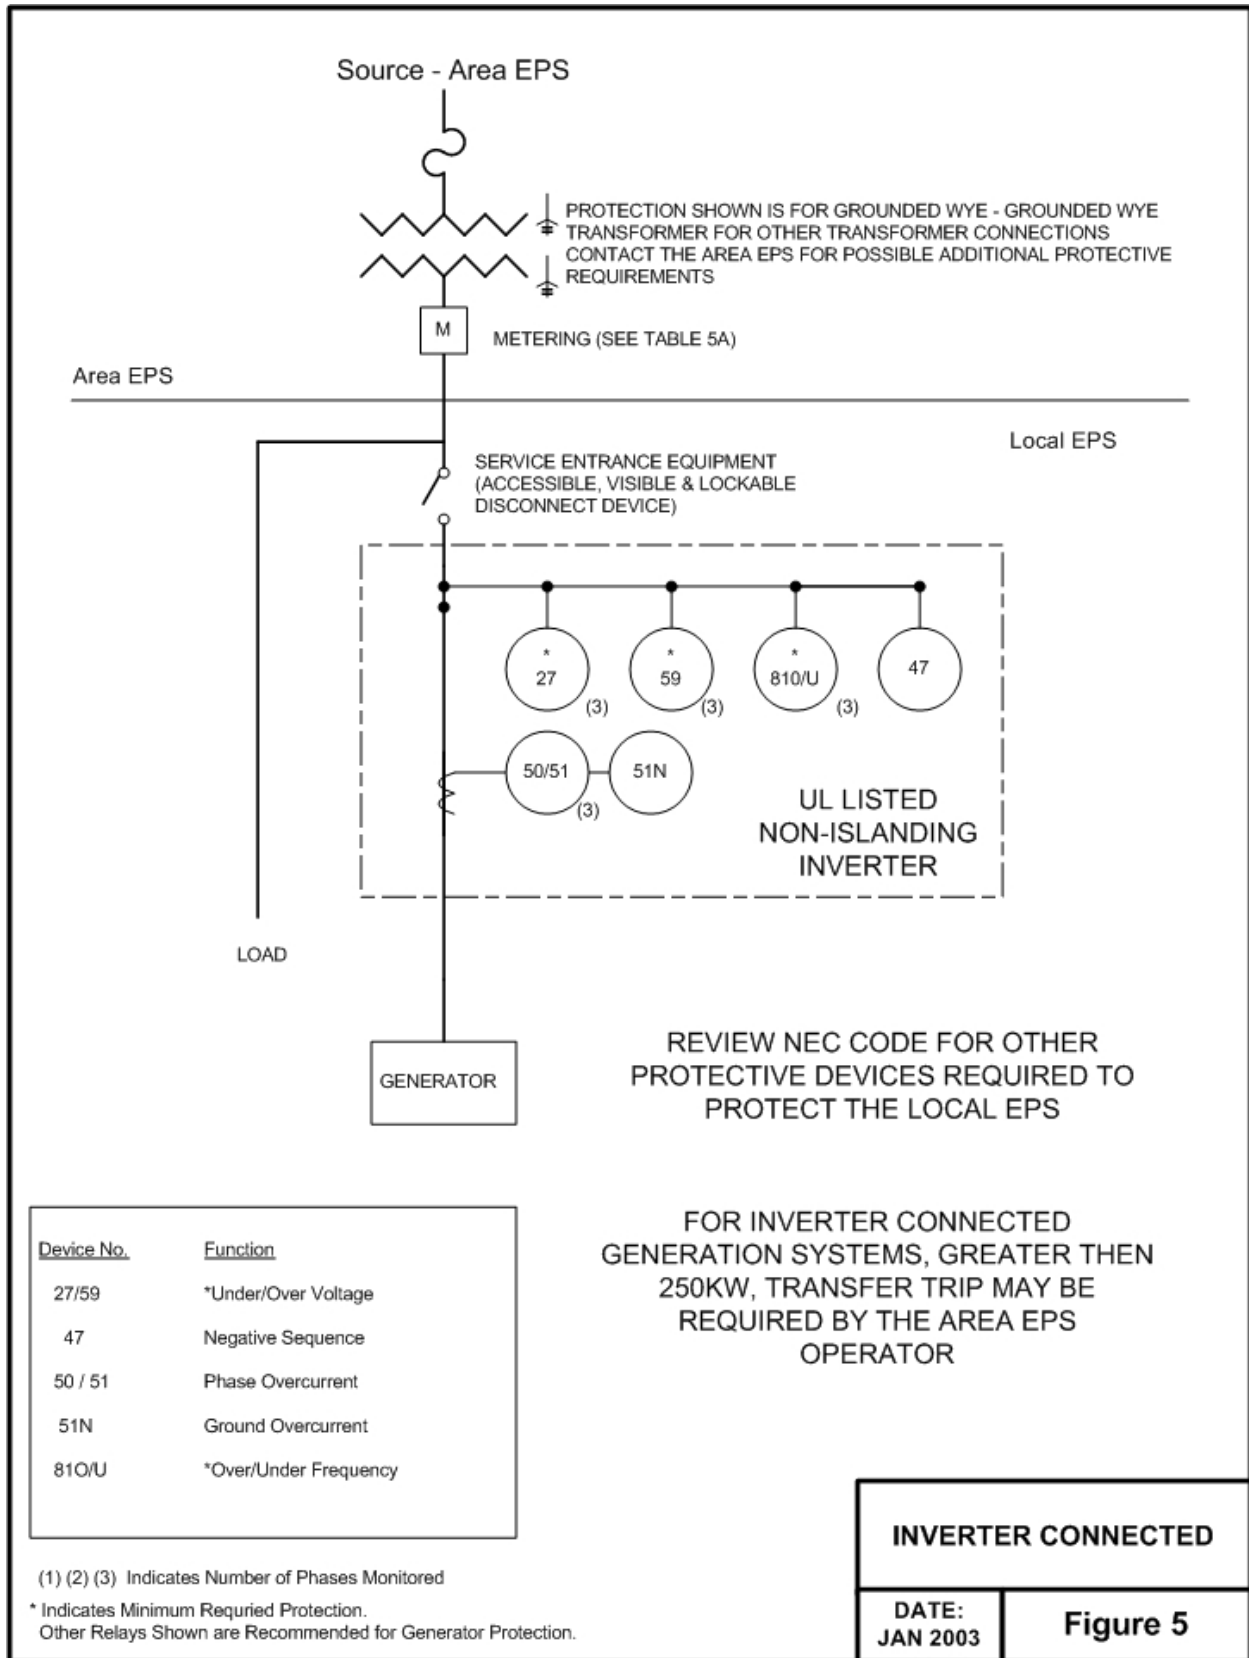 Source - Area EPS
PROTECTION SHOWN IS FOR GROUNDED WYE - GROUNDED WYE
TRANSFORMER FOR OTHER TRANSFORMER CONNECTIONS
CONTACT THE AREA EPS FOR POSSIBLE ADDITIONAL PROTECTIVE
REQUIREMENTS
M
METERING (SEE TABLE 5A)
Area EPS
Local EPS
SERVICE ENTRANCE EQUIPMENT
(ACCESSIBLE, VISIBLE & LOCKABLE
DISCONNECT DEVICE)
* 27 (3)
* 59 (3)
* 810/U (3)
47
50/51 (3)
51N
UL LISTED
NON-ISLANDING
INVERTER
LOAD
GENERATOR
REVIEW NEC CODE FOR OTHER
PROTECTIVE DEVICES REQUIRED TO
PROTECT THE LOCAL EPS
FOR INVERTER CONNECTED
GENERATION SYSTEMS, GREATER THEN
250KW, TRANSFER TRIP MAY BE
REQUIRED BY THE AREA EPS
OPERATOR
Device No. Function
27/59 *Under/Over Voltage
47 Negative Sequence
50 / 51 Phase Overcurrent
51N Ground Overcurrent
81O/U *Over/Under Frequency
(1) (2) (3) Indicates Number of Phases Monitored
* Indicates Minimum Requried Protection.
Other Relays Shown are Recommended for Generator Protection.
INVERTER CONNECTED
DATE:
JAN 2003
Figure 5